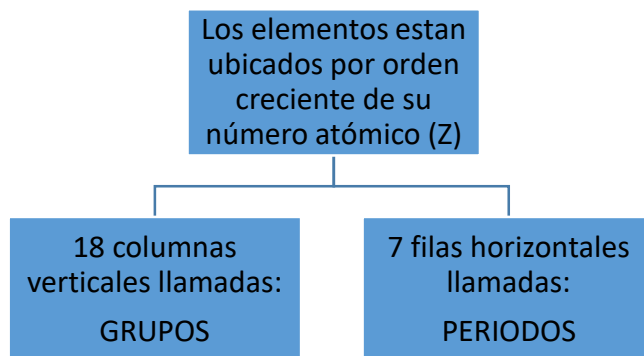 Los elementos estan
ubicados por orden
creciente de su
número atómico (Z)
18 columnas
verticales llamadas:
GRUPOS
7 filas horizontales
llamadas:
PERIODOS